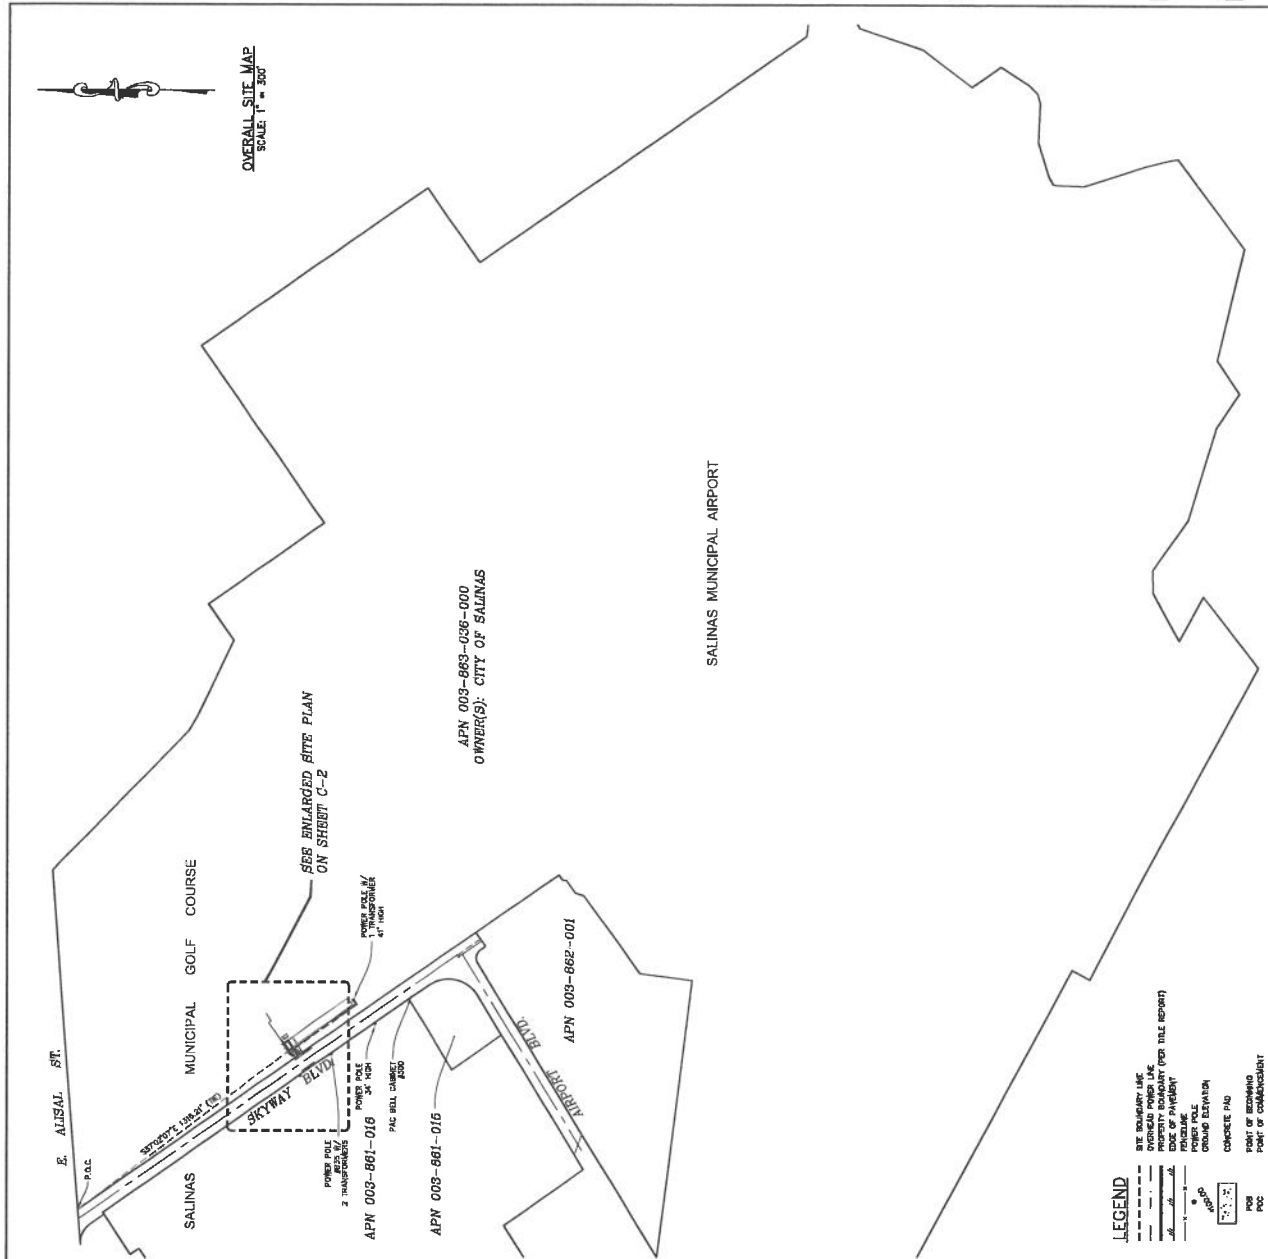 OVERALL SITE MAP
SCALE: 1" = 300'
E. ALISAL ST.
P.O.C.
SALINAS MUNICIPAL GOLF COURSE
SEE ENLARGED SITE PLAN
ON SHEET C-2
SKYWAY BLVD.
POWER POLE W/
1 TRANSFORMER
41' HIGH
POWER POLE
W/
2 TRANSFORMERS
POWER POLE
34' HIGH
PAC BELL CABINET
APN 003-861-016
APN 003-861-016
AIRPORT BLVD.
APN 003-862-001
APN 003-863-036-000
OWNER(S): CITY OF SALINAS
SALINAS MUNICIPAL AIRPORT
LEGEND
SITE BOUNDARY LINE
OVERHEAD POWER LINE
PROPERTY BOUNDARY (PER TITLE REPORT)
EDGE OF PAVEMENT
FENCELINE
POWER POLE
GROUND ELEVATION
CONCRETE PAD
POB POINT OF BEGINNING
POC POINT OF COMMENCEMENT